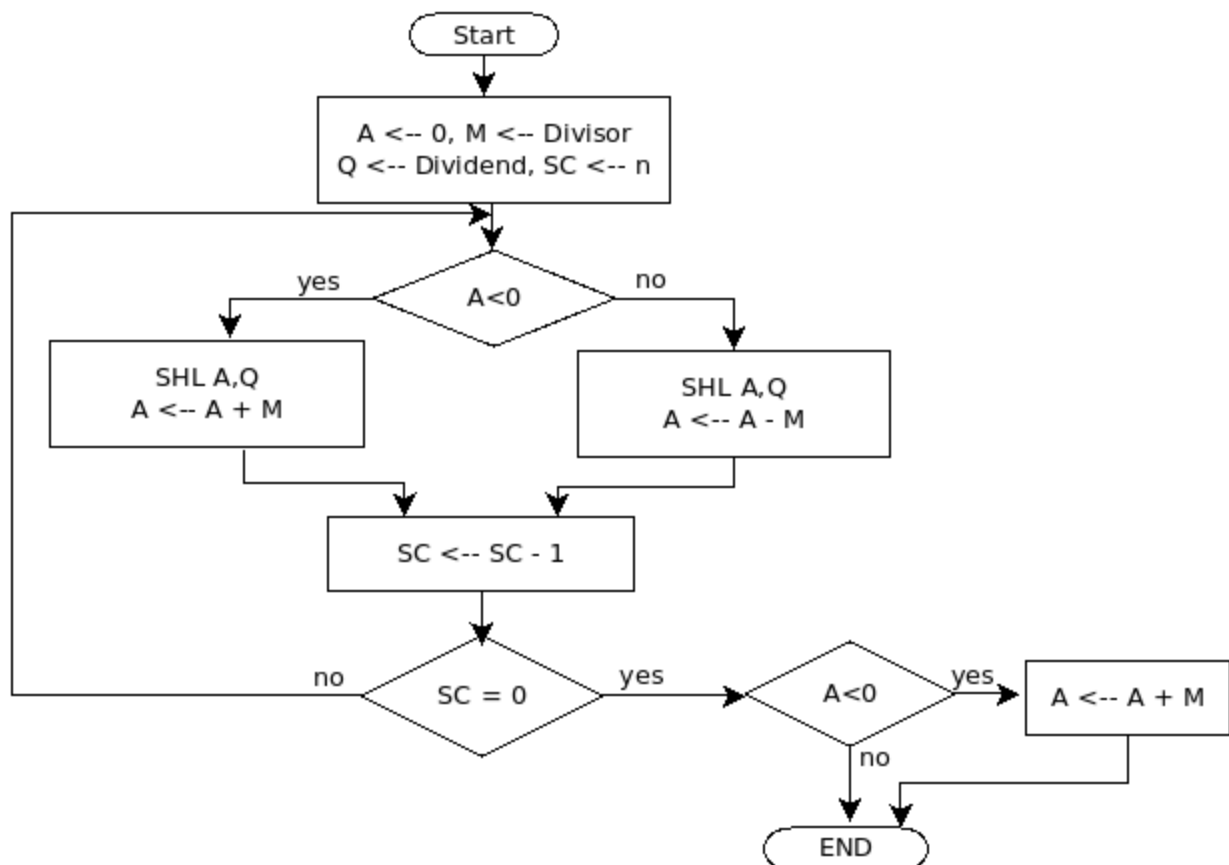 Start
A <-- 0, M <-- Divisor
Q <-- Dividend, SC <-- n
yes
A<0
no
SHL A,Q
A <-- A + M
SHL A,Q
A <-- A - M
SC <-- SC - 1
no
SC = 0
yes
A<0
yes
A <-- A + M
no
END